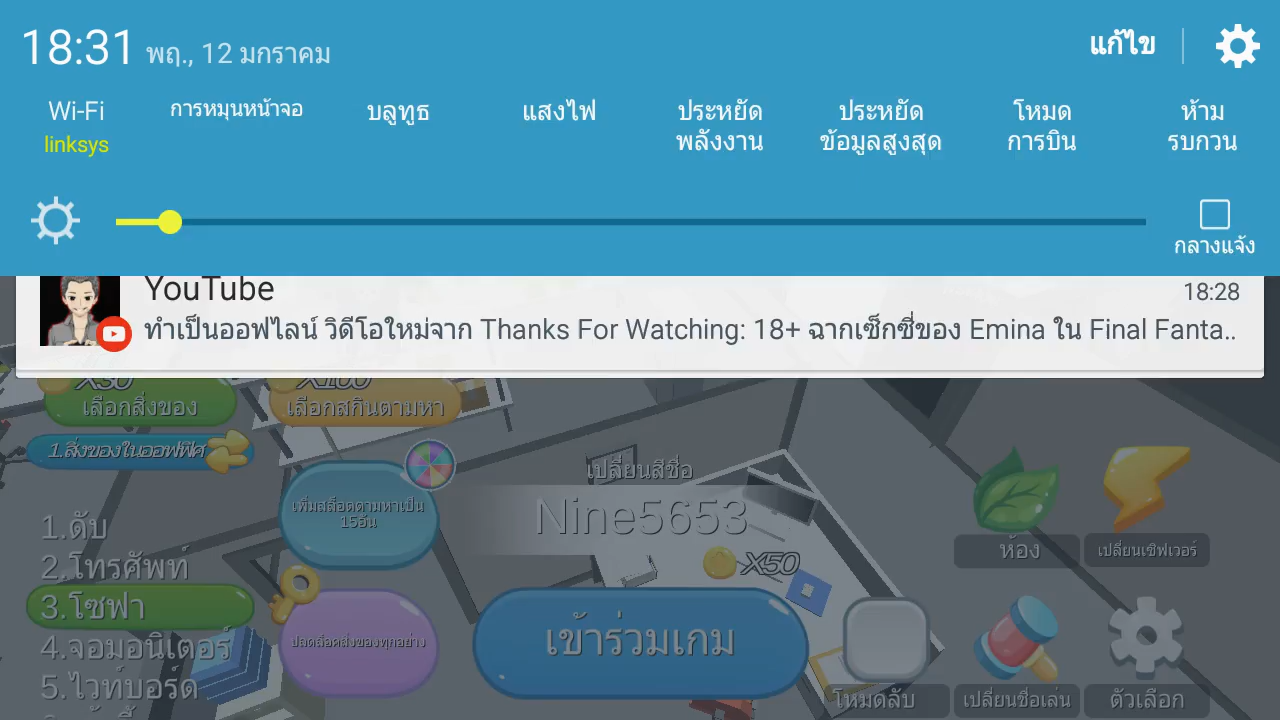 18:31 พฤ., 12 มกราคม
แก้ไข
Wi-Fi
linksys
การหมุนหน้าจอ
บลูทูธ
แสงไฟ
ประหยัด
พลังงาน
ประหยัด
ข้อมูลสูงสุด
โหมด
การบิน
ห้าม
รบกวน
กลางแจ้ง
YouTube
18:28
ทำเป็นออฟไลน์ วิดีโอใหม่จาก Thanks For Watching: 18+ ฉากเซ็กซี่ของ Emina ใน Final Fanta..
X30
X100
เลือกสิ่งของ
เลือกสกินตามหา
1.สิ่งของในออฟฟิศ
เพิ่มสล็อตตามหาเป็น
15อัน
เปลี่ยนสีชื่อ
Nine5653
X50
1.ดับ
2.โทรศัพท์
3.โซฟา
4.จอมอนิเตอร์
5.ไวท์บอร์ด
ปลดล็อคสิ่งของทุกอย่าง
เข้าร่วมเกม
ห้อง
เปลี่ยนเซิฟเวอร์
โหมดลับ
เปลี่ยนชื่อเล่น
ตัวเลือก